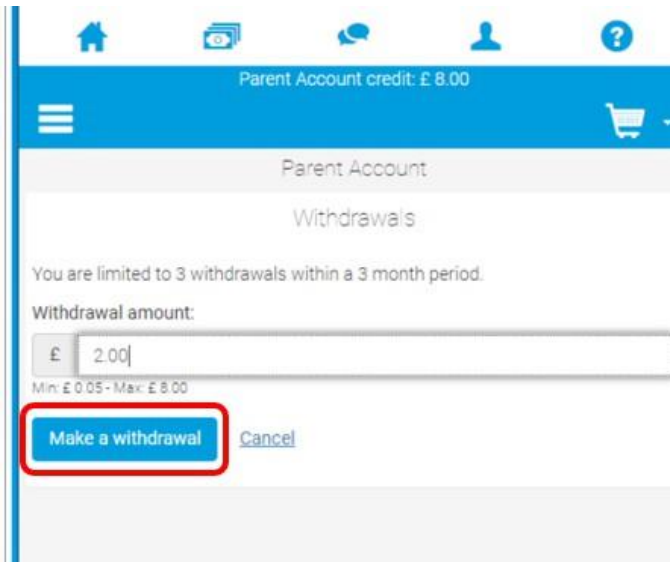 Parent Account credit: £ 8.00
Parent Account
Withdrawals
You are limited to 3 withdrawals within a 3 month period.
Withdrawal amount:
£ 2.00
Min: £ 0.05 - Max: £ 8.00
Make a withdrawal Cancel